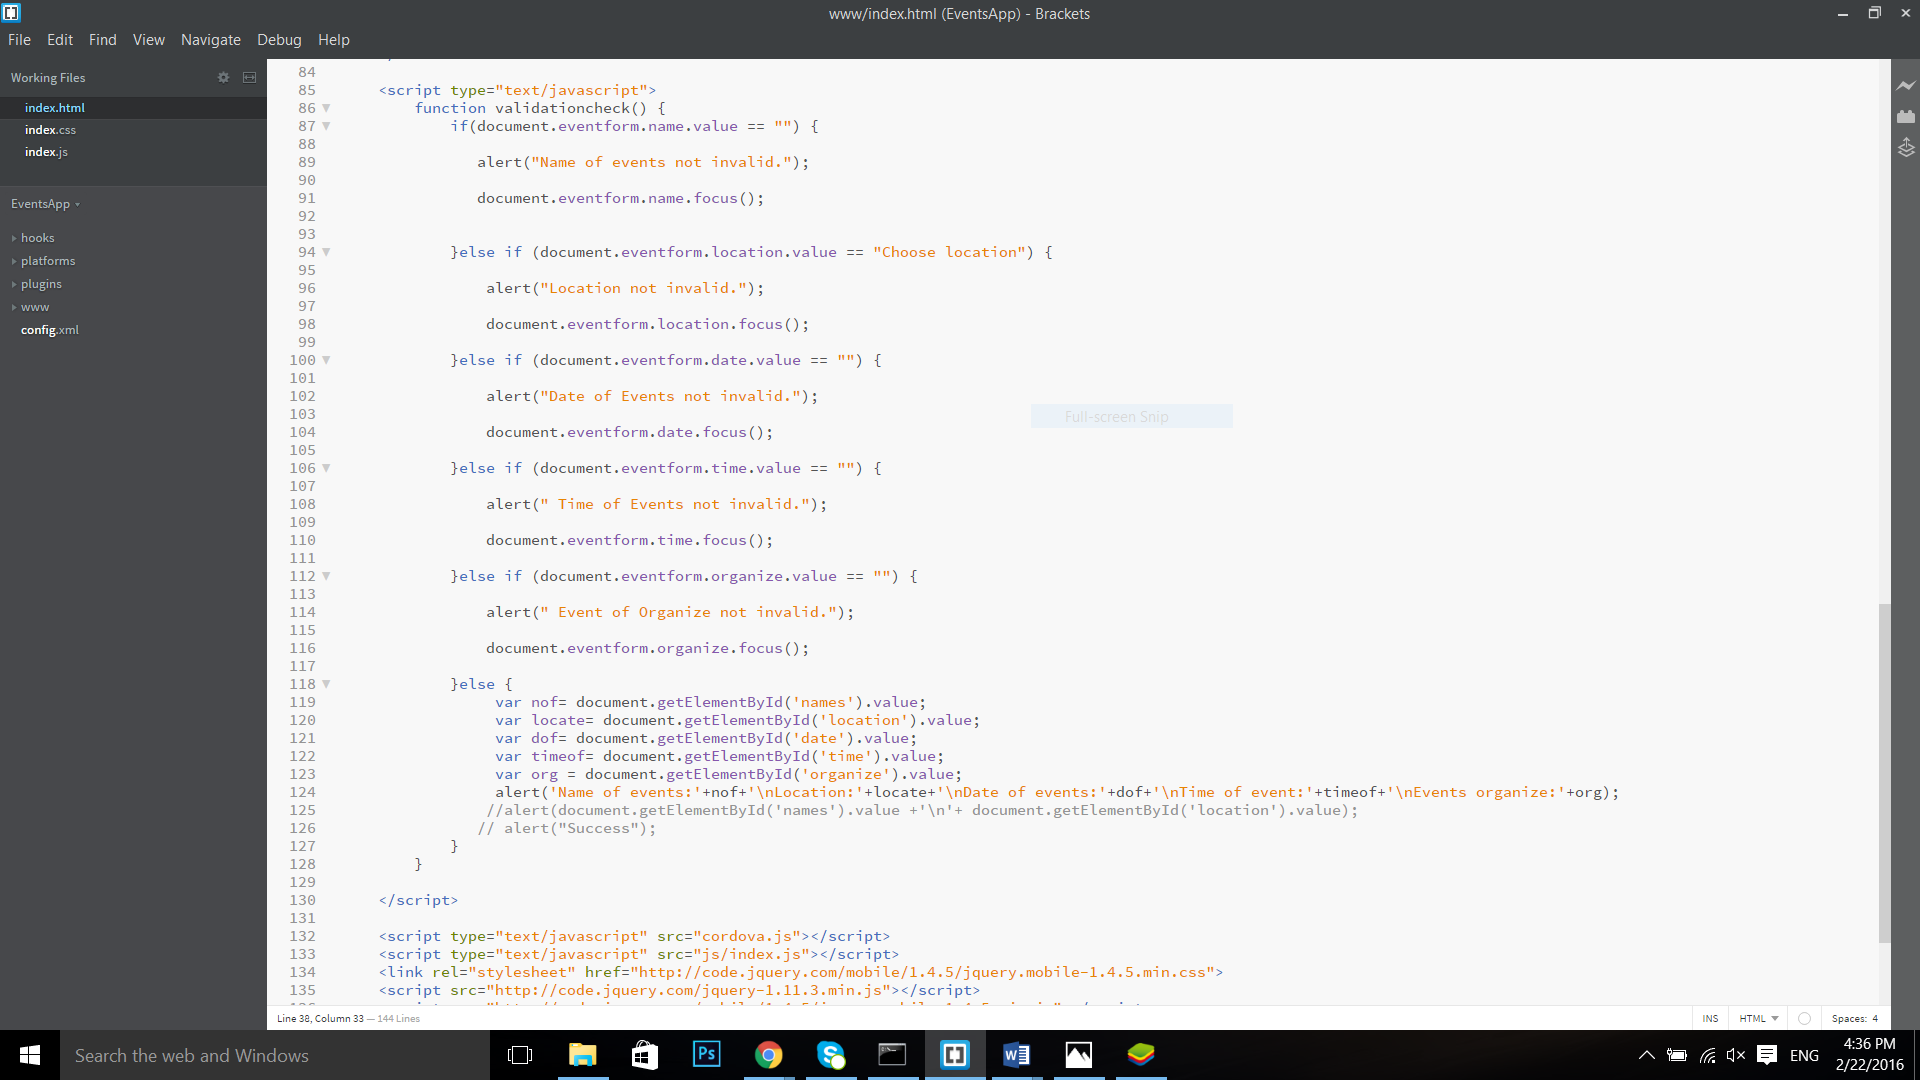 www/index.html (EventsApp) - Brackets
File Edit Find View Navigate Debug Help
Working Files
index.html
index.css
index.js
EventsApp
hooks
platforms
plugins
www
config.xml
84
85 <script type="text/javascript">
86 function validationcheck() {
87 if(document.eventform.name.value == "") {
88
89 alert("Name of events not invalid.");
90
91 document.eventform.name.focus();
92
93
94 }else if (document.eventform.location.value == "Choose location") {
95
96 alert("Location not invalid.");
97
98 document.eventform.location.focus();
99
100 }else if (document.eventform.date.value == "") {
101
102 alert("Date of Events not invalid.");
103
Full-screen Snip
104 document.eventform.date.focus();
105
106 }else if (document.eventform.time.value == "") {
107
108 alert(" Time of Events not invalid.");
109
110 document.eventform.time.focus();
111
112 }else if (document.eventform.organize.value == "") {
113
114 alert(" Event of Organize not invalid.");
115
116 document.eventform.organize.focus();
117
118 }else {
119 var nof= document.getElementById('names').value;
120 var locate= document.getElementById('location').value;
121 var dof= document.getElementById('date').value;
122 var timeof= document.getElementById('time').value;
123 var org = document.getElementById('organize').value;
124 alert('Name of events:'+nof+'\nLocation:'+locate+'\nDate of events:'+dof+'\nTime of event:'+timeof+'\nEvents organize:'+org);
125 //alert(document.getElementById('names').value +'\n'+ document.getElementById('location').value);
126 // alert("Success");
127 }
128 }
129
130 </script>
131
132 <script type="text/javascript" src="cordova.js"></script>
133 <script type="text/javascript" src="js/index.js"></script>
134 <link rel="stylesheet" href="http://code.jquery.com/mobile/1.4.5/jquery.mobile-1.4.5.min.css">
135 <script src="http://code.jquery.com/jquery-1.11.3.min.js"></script>
Line 38, Column 33 — 144 Lines
INS HTML Spaces: 4
Search the web and Windows
Ps
ENG
4:36 PM
2/22/2016